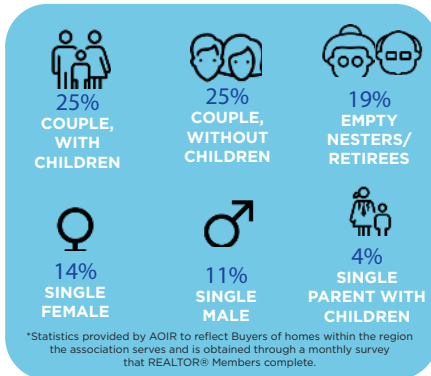 25%
COUPLE,
WITH
CHILDREN
25%
COUPLE,
WITHOUT
CHILDREN
19%
EMPTY
NESTERS/
RETIREES
14%
SINGLE
FEMALE
11%
SINGLE
MALE
4%
SINGLE
PARENT WITH
CHILDREN
*Statistics provided by AOIR to reflect Buyers of homes within the region
the association serves and is obtained through a monthly survey
that REALTOR® Members complete.